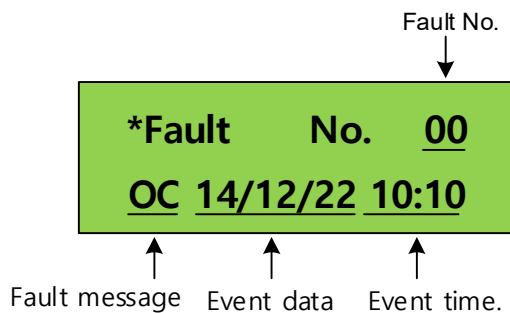 Fault No.
*Fault No. 00
OC 14/12/22 10:10
Fault message Event data Event time.